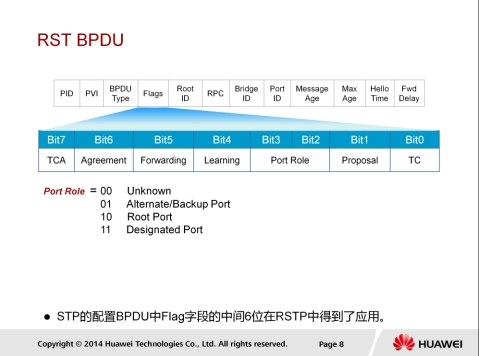 RST BPDU
PID PVI BPDU Type Flags Root ID RPC Bridge ID Port ID Message Age Max Age Hello Time Fwd Delay
Bit7 Bit6 Bit5 Bit4 Bit3 Bit2 Bit1 Bit0
TCA Agreement Forwarding Learning Port Role Proposal TC
Port Role = 00 Unknown
01 Alternate/Backup Port
10 Root Port
11 Designated Port
● STP的配置BPDU中Flag字段的中间6位在RSTP中得到了应用。
Copyright © 2014 Huawei Technologies Co., Ltd. All rights reserved. Page 8 HUAWEI